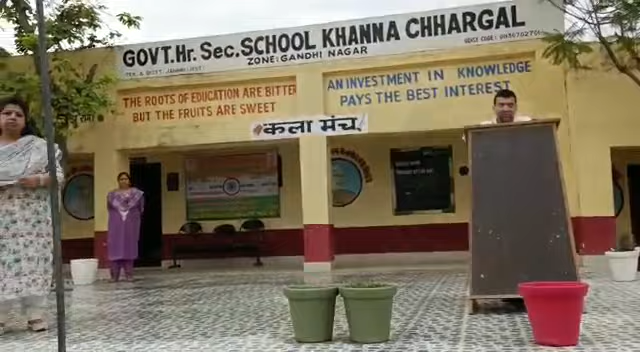 GOVT.Hr. Sec. SCHOOL KHANNA CHHARGAL
ZONE: GANDHI NAGAR
THE ROOTS OF EDUCATION ARE BITTER
BUT THE FRUITS ARE SWEET
AN INVESTMENT IN KNOWLEDGE
PAYS THE BEST INTEREST
कला मंच